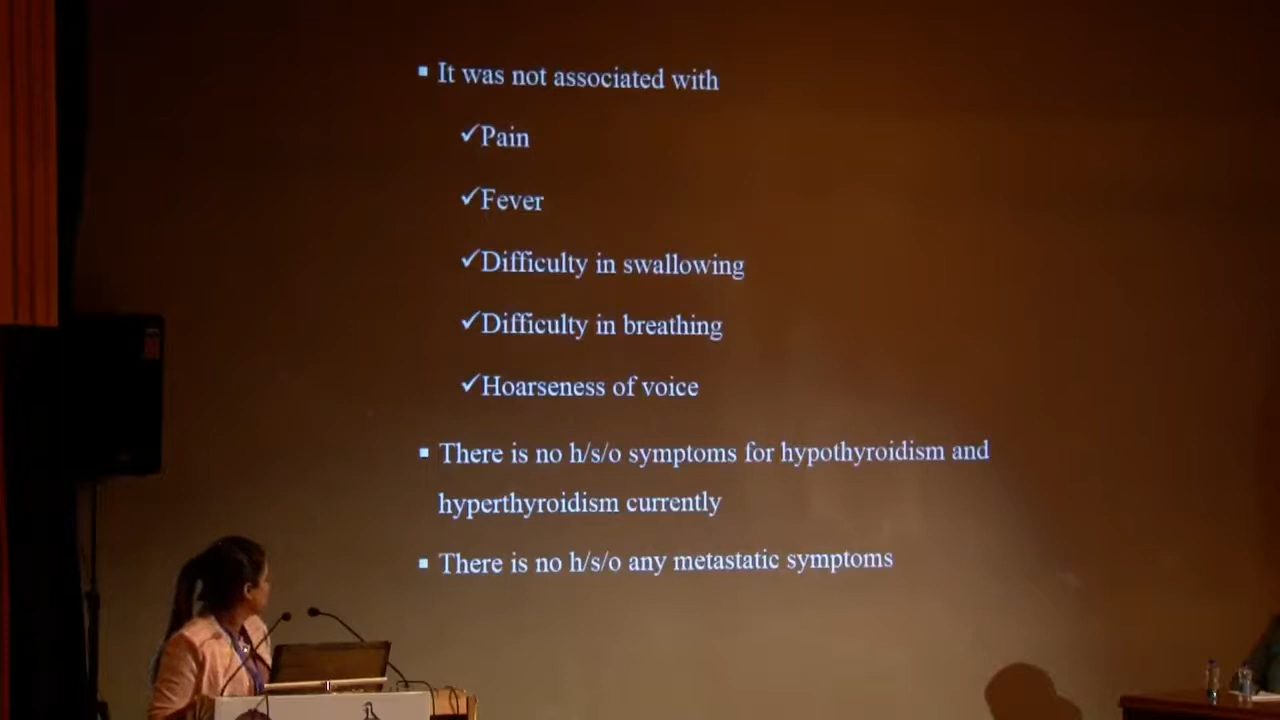 ▪ It was not associated with
✓Pain
✓Fever
✓Difficulty in swallowing
✓Difficulty in breathing
✓Hoarseness of voice
▪ There is no h/s/o symptoms for hypothyroidism and
hyperthyroidism currently
▪ There is no h/s/o any metastatic symptoms